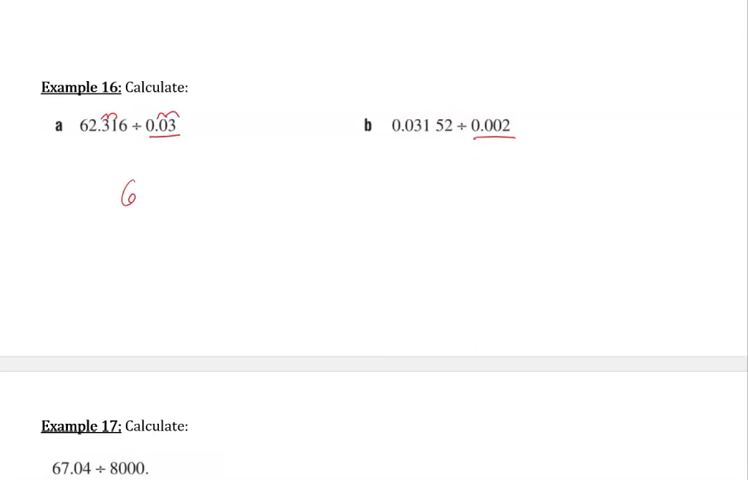 Example 16: Calculate:
a 62.316 ÷ 0.03 b 0.031 52 ÷ 0.002
6
Example 17: Calculate:
67.04 ÷ 8000.